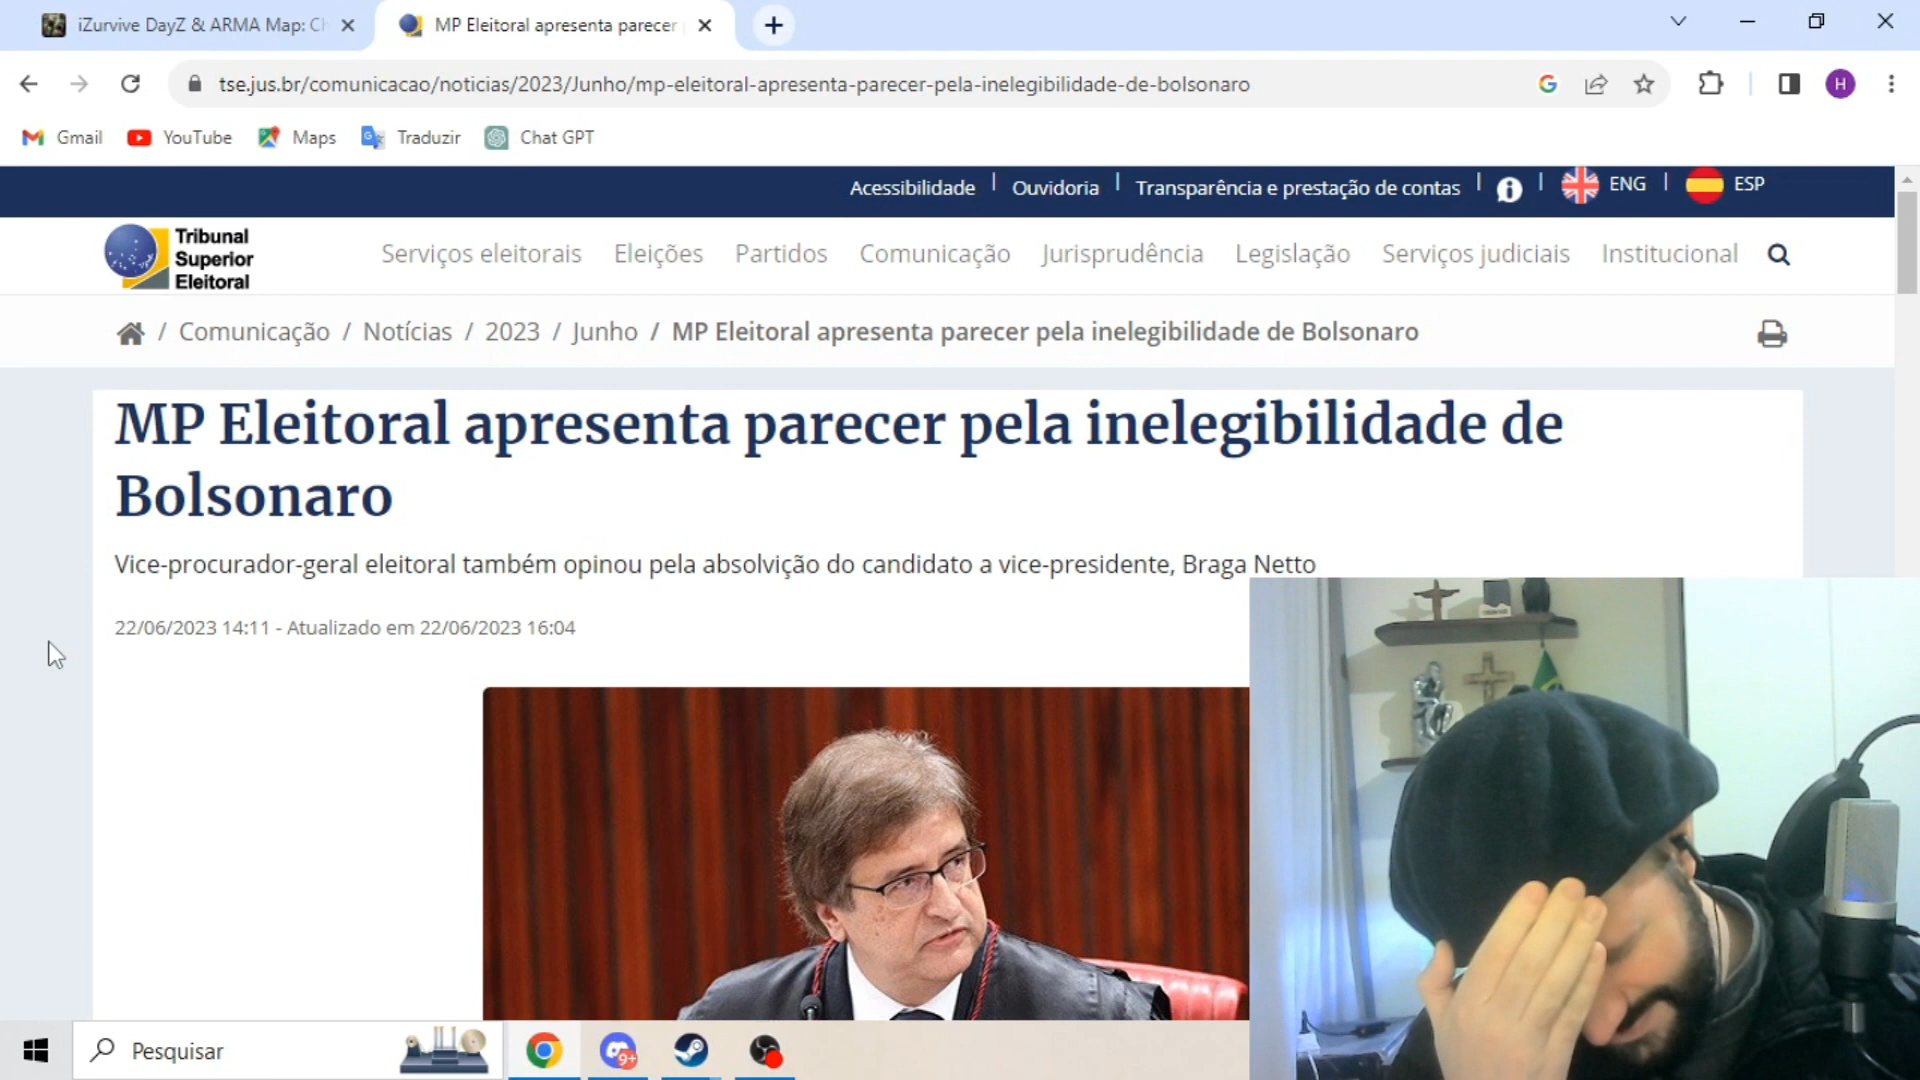 iZurvive DayZ & ARMA Map: Ch
MP Eleitoral apresenta parecer
tse.jus.br/comunicacao/noticias/2023/Junho/mp-eleitoral-apresenta-parecer-pela-inelegibilidade-de-bolsonaro
H
Gmail
YouTube
Maps
Traduzir
Chat GPT
Acessibilidade
Ouvidoria
Transparência e prestação de contas
ENG
ESP
Tribunal
Superior
Eleitoral
Serviços eleitorais
Eleições
Partidos
Comunicação
Jurisprudência
Legislação
Serviços judiciais
Institucional
/ Comunicação / Notícias / 2023 / Junho / MP Eleitoral apresenta parecer pela inelegibilidade de Bolsonaro
MP Eleitoral apresenta parecer pela inelegibilidade de
Bolsonaro
Vice-procurador-geral eleitoral também opinou pela absolvição do candidato a vice-presidente, Braga Netto
22/06/2023 14:11 - Atualizado em 22/06/2023 16:04
Pesquisar
9+